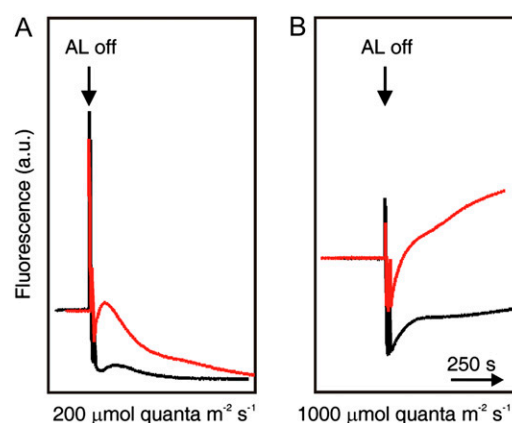 A
AL off
B
AL off
Fluorescence (a.u.)
250 s
200 μmol quanta m⁻² s⁻¹
1000 μmol quanta m⁻² s⁻¹